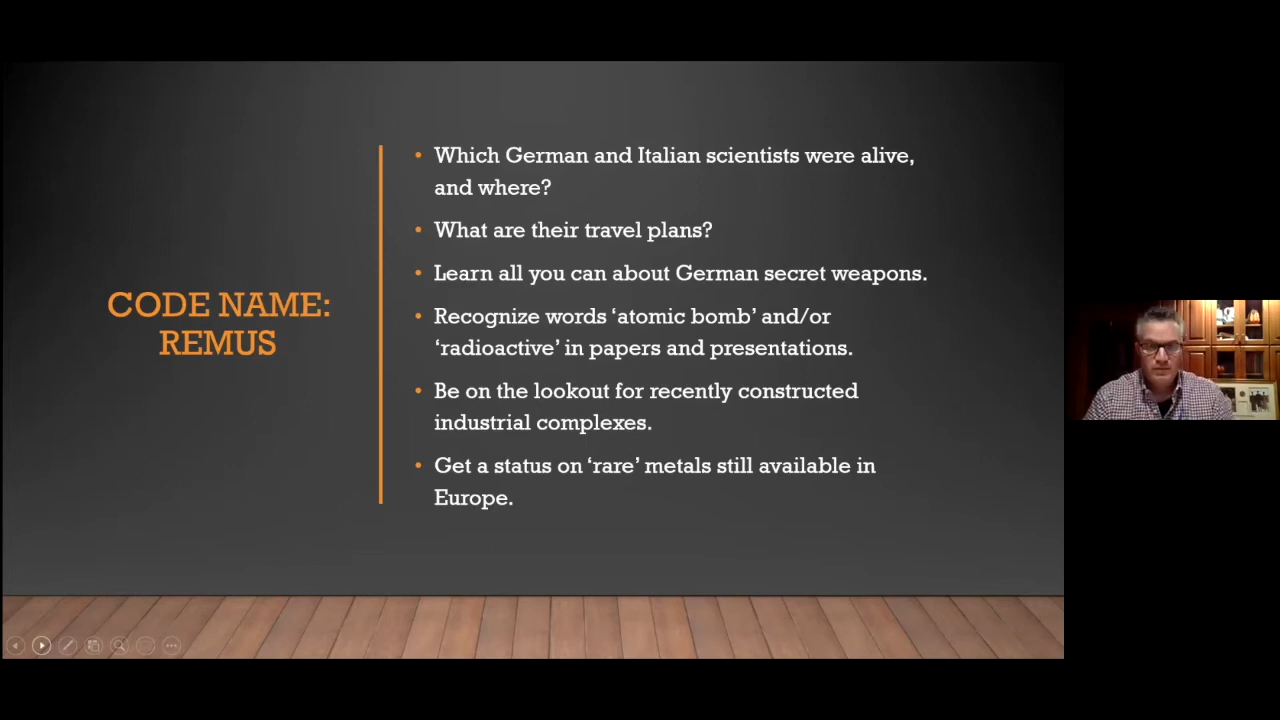 CODE NAME:
REMUS
• Which German and Italian scientists were alive,
and where?
• What are their travel plans?
• Learn all you can about German secret weapons.
• Recognize words ‘atomic bomb’ and/or
‘radioactive’ in papers and presentations.
• Be on the lookout for recently constructed
industrial complexes.
• Get a status on ‘rare’ metals still available in
Europe.